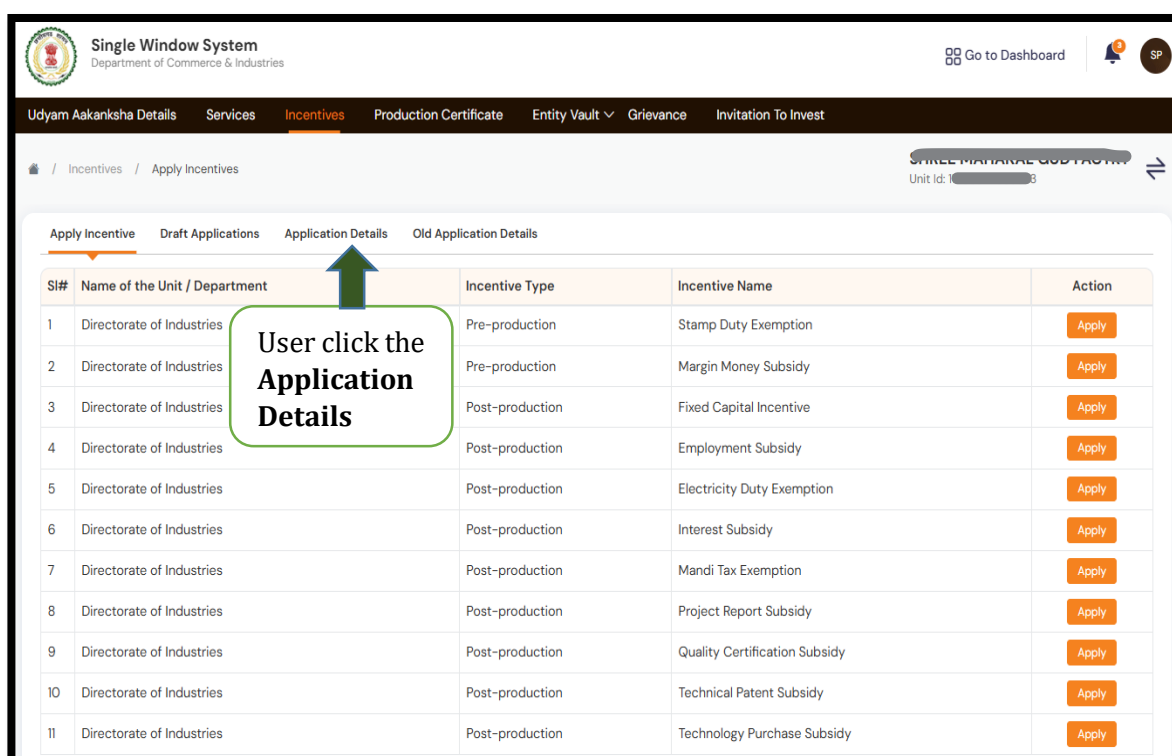 Single Window System
Department of Commerce & Industries
Go to Dashboard
3
SP
Udyam Aakanksha Details Services Incentives Production Certificate Entity Vault Grievance Invitation To Invest
/ Incentives / Apply Incentives
Unit Id: 1 3
Apply Incentive Draft Applications Application Details Old Application Details
Sl# Name of the Unit / Department Incentive Type Incentive Name Action
1 Directorate of Industries Pre-production Stamp Duty Exemption Apply
2 Directorate of Industries Pre-production Margin Money Subsidy Apply
3 Directorate of Industries Post-production Fixed Capital Incentive Apply
4 Directorate of Industries Post-production Employment Subsidy Apply
5 Directorate of Industries Post-production Electricity Duty Exemption Apply
6 Directorate of Industries Post-production Interest Subsidy Apply
7 Directorate of Industries Post-production Mandi Tax Exemption Apply
8 Directorate of Industries Post-production Project Report Subsidy Apply
9 Directorate of Industries Post-production Quality Certification Subsidy Apply
10 Directorate of Industries Post-production Technical Patent Subsidy Apply
11 Directorate of Industries Post-production Technology Purchase Subsidy Apply
User click the
Application
Details